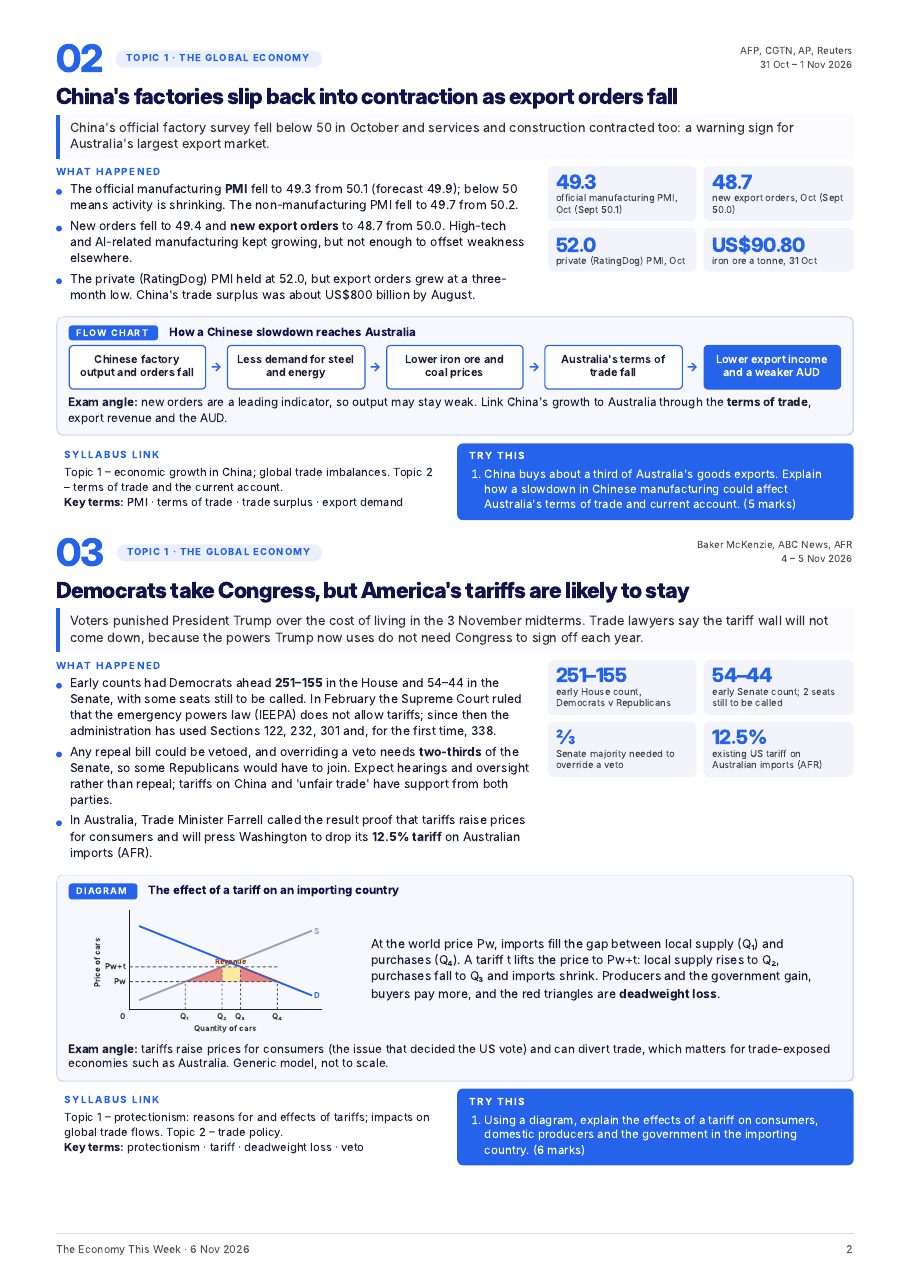 02
TOPIC 1 · THE GLOBAL ECONOMY
AFP, CGTN, AP, Reuters
31 Oct – 1 Nov 2026
China's factories slip back into contraction as export orders fall
China's official factory survey fell below 50 in October and services and construction contracted too: a warning sign for
Australia's largest export market.
WHAT HAPPENED
The official manufacturing PMI fell to 49.3 from 50.1 (forecast 49.9); below 50
means activity is shrinking. The non-manufacturing PMI fell to 49.7 from 50.2.
New orders fell to 49.4 and new export orders to 48.7 from 50.0. High-tech
and AI-related manufacturing kept growing, but not enough to offset weakness
elsewhere.
The private (RatingDog) PMI held at 52.0, but export orders grew at a three-
month low. China's trade surplus was about US$800 billion by August.
49.3
official manufacturing PMI,
Oct (Sept 50.1)
48.7
new export orders, Oct (Sept
50.0)
52.0
private (RatingDog) PMI, Oct
US$90.80
iron ore a tonne, 31 Oct
FLOW CHART
How a Chinese slowdown reaches Australia
Chinese factory
output and orders fall
→
Less demand for steel
and energy
→
Lower iron ore and
coal prices
→
Australia's terms of
trade fall
→
Lower export income
and a weaker AUD
Exam angle: new orders are a leading indicator, so output may stay weak. Link China's growth to Australia through the terms of trade,
export revenue and the AUD.
SYLLABUS LINK
Topic 1 – economic growth in China; global trade imbalances. Topic 2
– terms of trade and the current account.
Key terms: PMI · terms of trade · trade surplus · export demand
TRY THIS
1. China buys about a third of Australia's goods exports. Explain
how a slowdown in Chinese manufacturing could affect
Australia's terms of trade and current account. (5 marks)
03
TOPIC 1 · THE GLOBAL ECONOMY
Baker McKenzie, ABC News, AFR
4 – 5 Nov 2026
Democrats take Congress, but America's tariffs are likely to stay
Voters punished President Trump over the cost of living in the 3 November midterms. Trade lawyers say the tariff wall will not
come down, because the powers Trump now uses do not need Congress to sign off each year.
WHAT HAPPENED
Early counts had Democrats ahead 251–155 in the House and 54–44 in the
Senate, with some seats still to be called. In February the Supreme Court ruled
that the emergency powers law (IEEPA) does not allow tariffs; since then the
administration has used Sections 122, 232, 301 and, for the first time, 338.
Any repeal bill could be vetoed, and overriding a veto needs two-thirds of the
Senate, so some Republicans would have to join. Expect hearings and oversight
rather than repeal; tariffs on China and 'unfair trade' have support from both
parties.
In Australia, Trade Minister Farrell called the result proof that tariffs raise prices
for consumers and will press Washington to drop its 12.5% tariff on Australian
imports (AFR).
251–155
early House count,
Democrats v Republicans
54–44
early Senate count; 2 seats
still to be called
⅔
Senate majority needed to
override a veto
12.5%
existing US tariff on
Australian imports (AFR)
DIAGRAM
The effect of a tariff on an importing country
Price of cars
S
Revenue
Pw+t
Pw
D
0
Q₁
Q₂
Q₃
Q₄
Quantity of cars
At the world price Pw, imports fill the gap between local supply (Q₁) and
purchases (Q₄). A tariff t lifts the price to Pw+t: local supply rises to Q₂,
purchases fall to Q₃ and imports shrink. Producers and the government gain,
buyers pay more, and the red triangles are deadweight loss.
Exam angle: tariffs raise prices for consumers (the issue that decided the US vote) and can divert trade, which matters for trade-exposed
economies such as Australia. Generic model, not to scale.
SYLLABUS LINK
Topic 1 – protectionism: reasons for and effects of tariffs; impacts on
global trade flows. Topic 2 – trade policy.
Key terms: protectionism · tariff · deadweight loss · veto
TRY THIS
1. Using a diagram, explain the effects of a tariff on consumers,
domestic producers and the government in the importing
country. (6 marks)
The Economy This Week · 6 Nov 2026
2